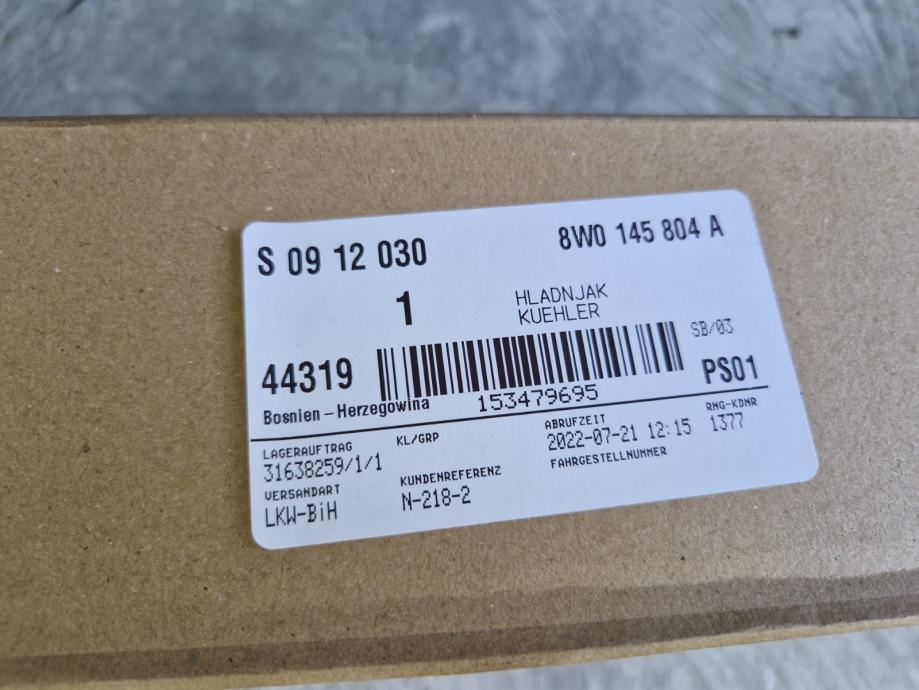 S 09 12 030
8W0 145 804 A
1
HLADNJAK
KUEHLER
SB/03
44319
PS01
Bosnien-Herzegowina
153479695
LAGERAUFTRAG
31638259/1/1
KL/GRP
ABRUFZEIT
2022-07-21 12:15
RNG-KDNR
1377
VERSANDART
LKW-BiH
KUNDENREFERENZ
N-218-2
FAHRGESTELLNUMMER